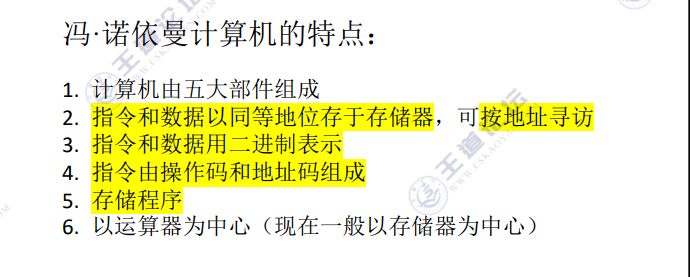 冯·诺依曼计算机的特点：
1. 计算机由五大部件组成
2. 指令和数据以同等地位存于存储器，可按地址寻访
3. 指令和数据用二进制表示
4. 指令由操作码和地址码组成
5. 存储程序
6. 以运算器为中心（现在一般以存储器为中心）